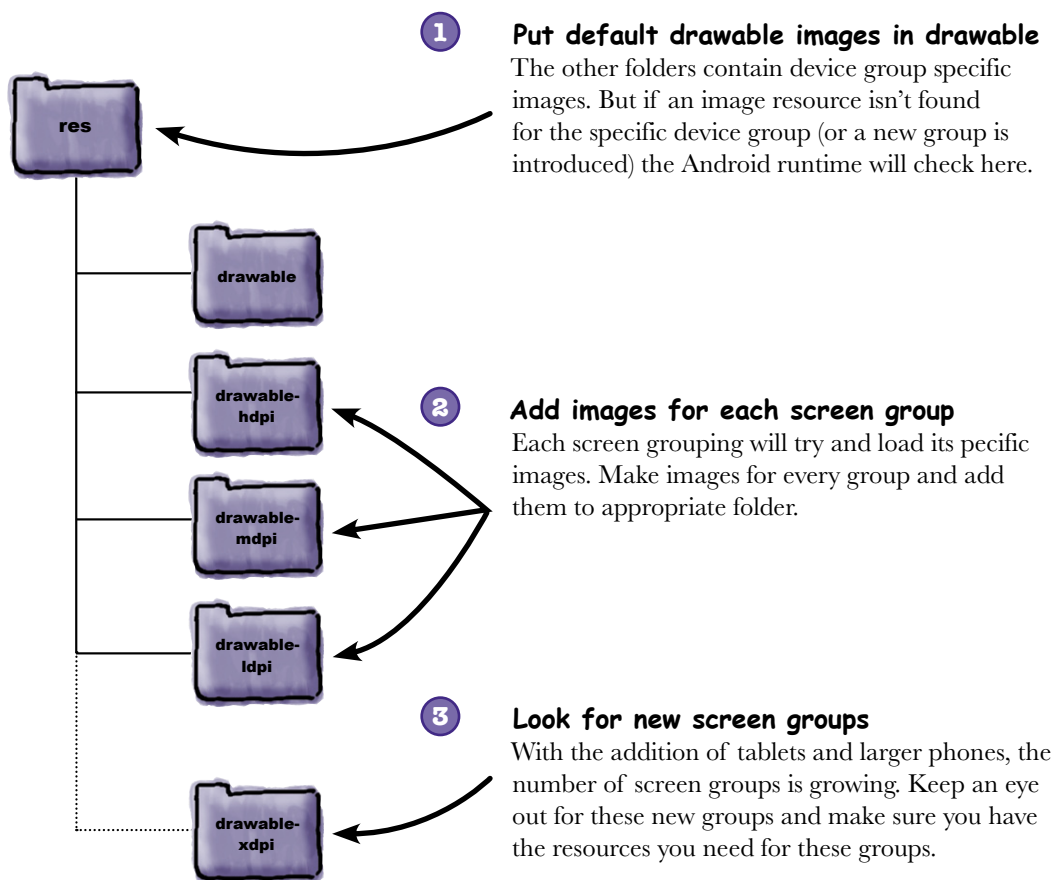 1
Put default drawable images in drawable
The other folders contain device group specific
images. But if an image resource isn't found
for the specific device group (or a new group is
introduced) the Android runtime will check here.
res
drawable
drawable-
hdpi
2
Add images for each screen group
Each screen grouping will try and load its pecific
images. Make images for every group and add
them to appropriate folder.
drawable-
mdpi
drawable-
ldpi
3
Look for new screen groups
With the addition of tablets and larger phones, the
number of screen groups is growing. Keep an eye
out for these new groups and make sure you have
the resources you need for these groups.
drawable-
xdpi